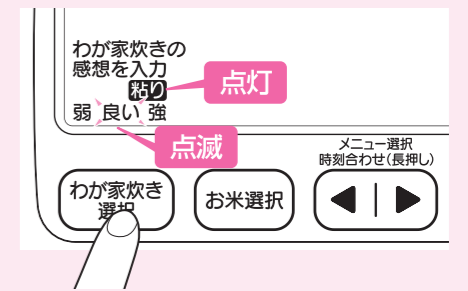 わが家炊きの
感想を入力
粘り
点灯
弱 良い 強
点滅
メニュー選択
時刻合わせ(長押し)
わが家炊き
選択
お米選択